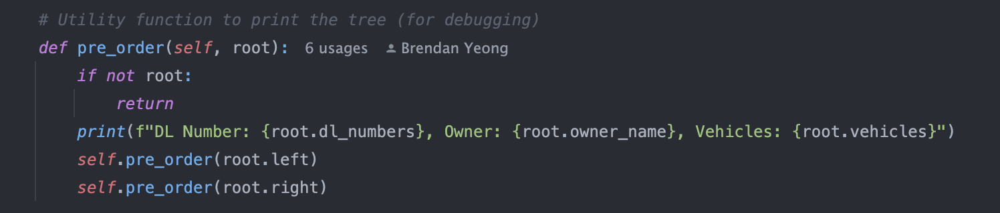 # Utility function to print the tree (for debugging)
def pre_order(self, root): 6 usages Brendan Yeong
if not root:
return
print(f"DL Number: {root.dl_numbers}, Owner: {root.owner_name}, Vehicles: {root.vehicles}")
self.pre_order(root.left)
self.pre_order(root.right)